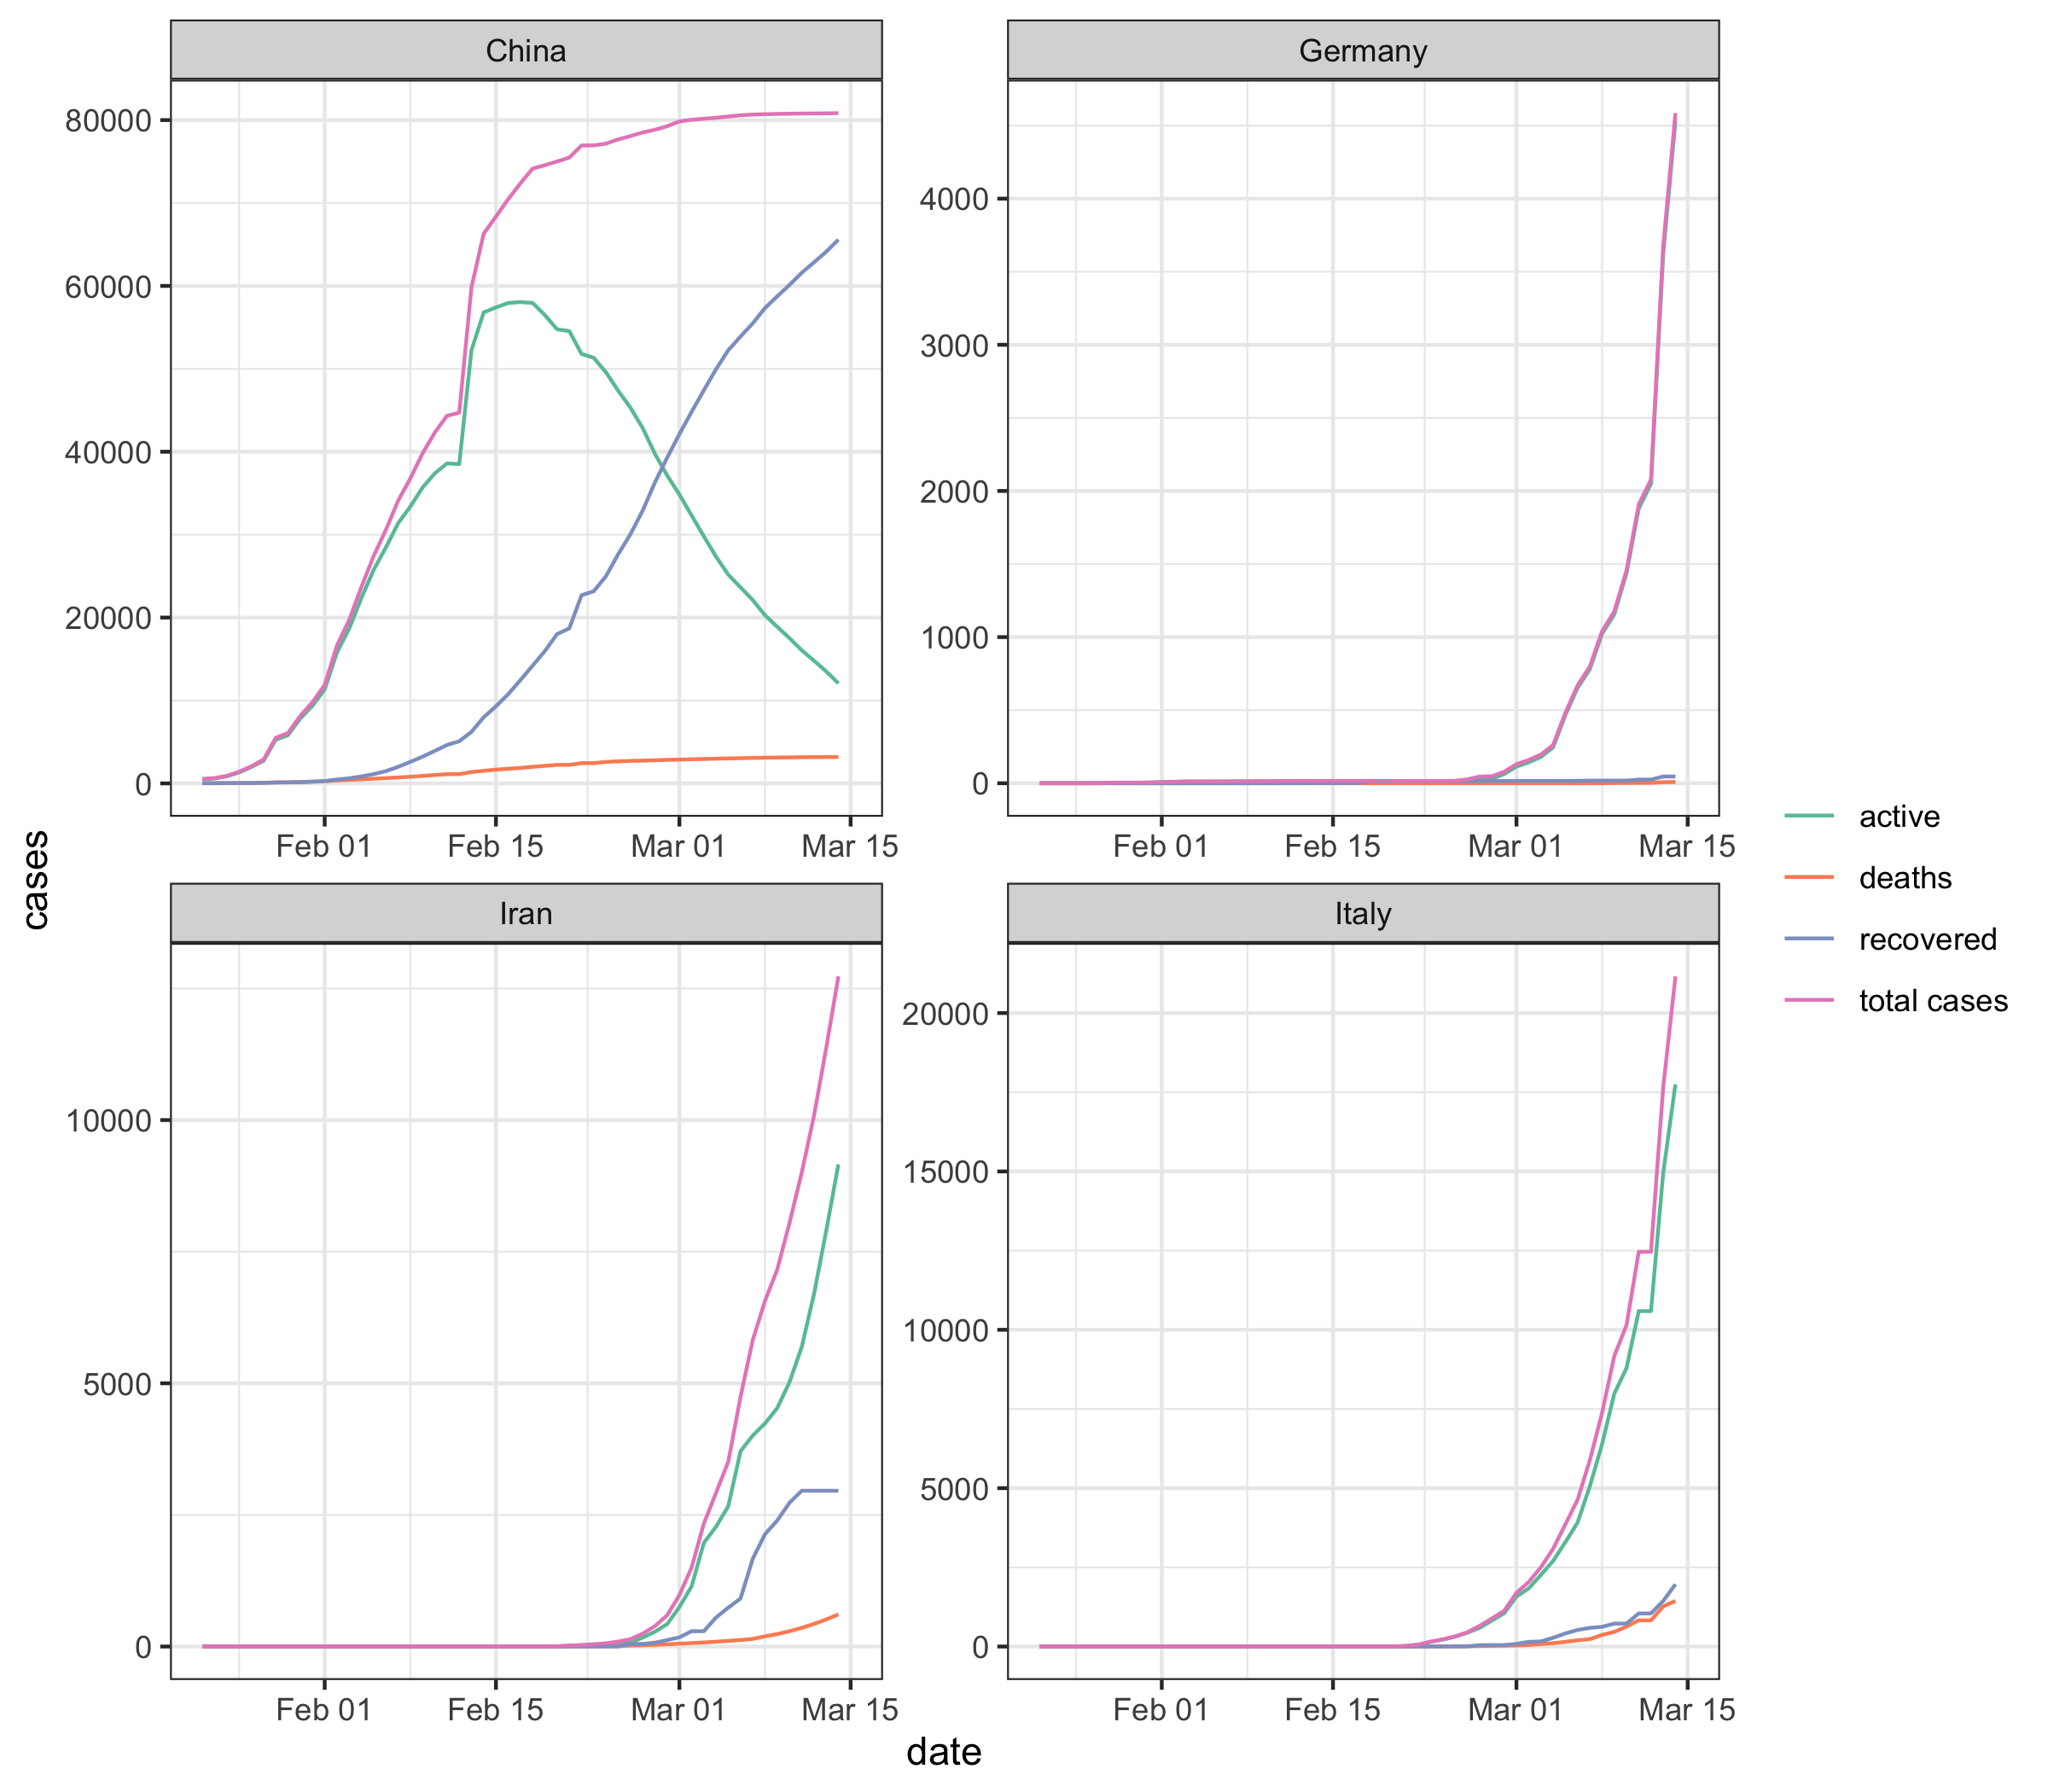 China
Germany
80000
60000
40000
20000
0
4000
3000
2000
1000
0
Feb 01 Feb 15 Mar 01 Mar 15
Feb 01 Feb 15 Mar 01 Mar 15
Iran
Italy
10000
5000
0
20000
15000
10000
5000
0
Feb 01 Feb 15 Mar 01 Mar 15
Feb 01 Feb 15 Mar 01 Mar 15
cases
date
active
deaths
recovered
total cases